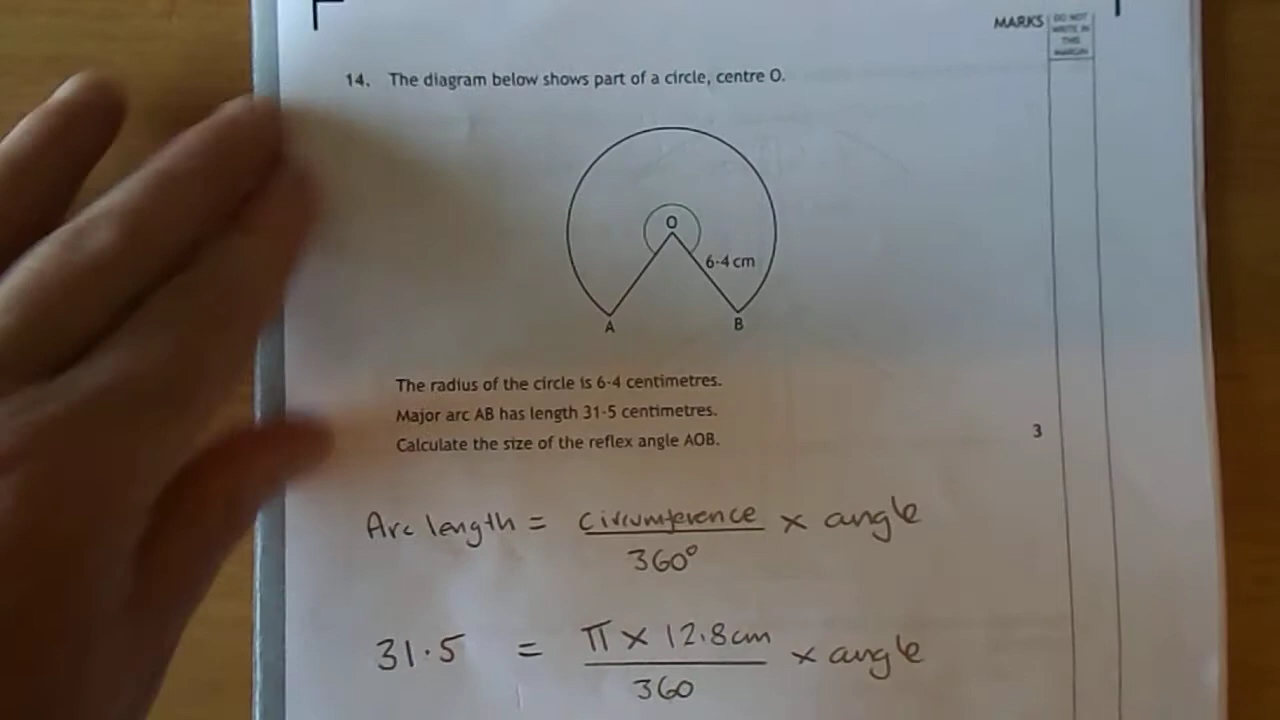 MARKS
DO NOT
WRITE IN
THIS
MARGIN
14. The diagram below shows part of a circle, centre O.
O
6·4 cm
A
B
The radius of the circle is 6·4 centimetres.
Major arc AB has length 31·5 centimetres.
Calculate the size of the reflex angle AOB.
3
Arc length = circumference × angle
360°
31·5 = π × 12.8cm × angle
360